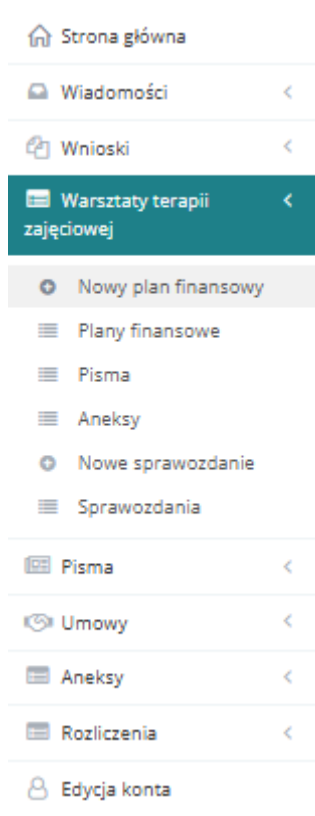 Strona główna
Wiadomości
Wnioski
Warsztaty terapii
zajęciowej
Nowy plan finansowy
Plany finansowe
Pisma
Aneksy
Nowe sprawozdanie
Sprawozdania
Pisma
Umowy
Aneksy
Rozliczenia
Edycja konta